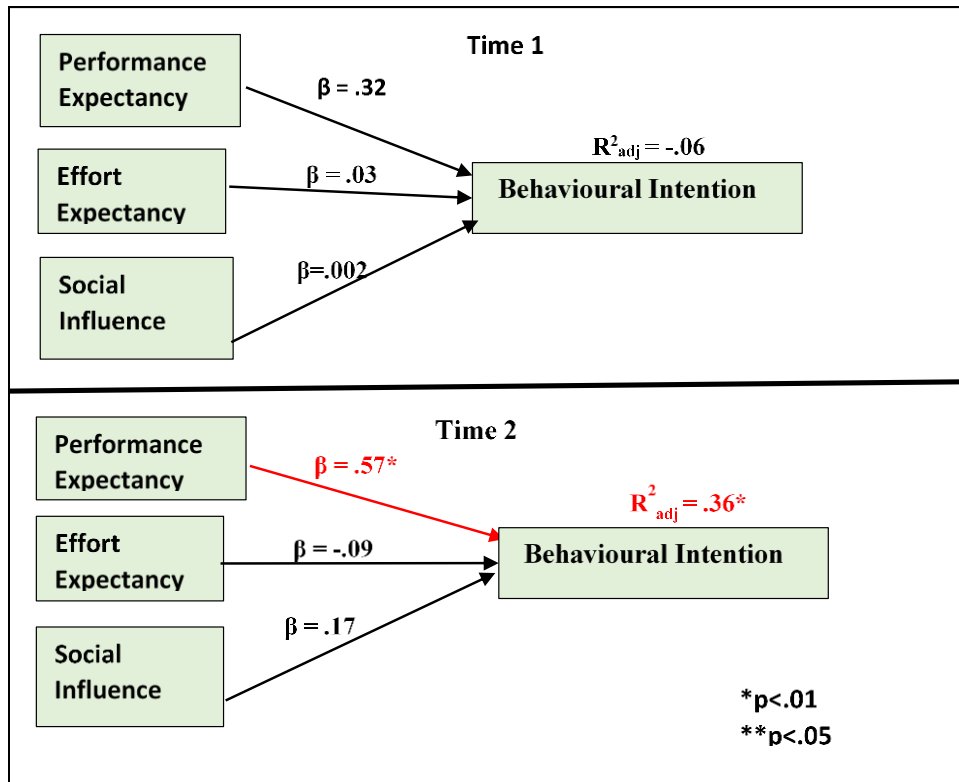 Time 1
Performance
Expectancy
β = .32
R²adj = -.06
Effort
Expectancy
β = .03
Behavioural Intention
Social
Influence
β=.002
Time 2
Performance
Expectancy
β = .57*
R²adj = .36*
Effort
Expectancy
β = -.09
Behavioural Intention
Social
Influence
β = .17
*p<.01
**p<.05